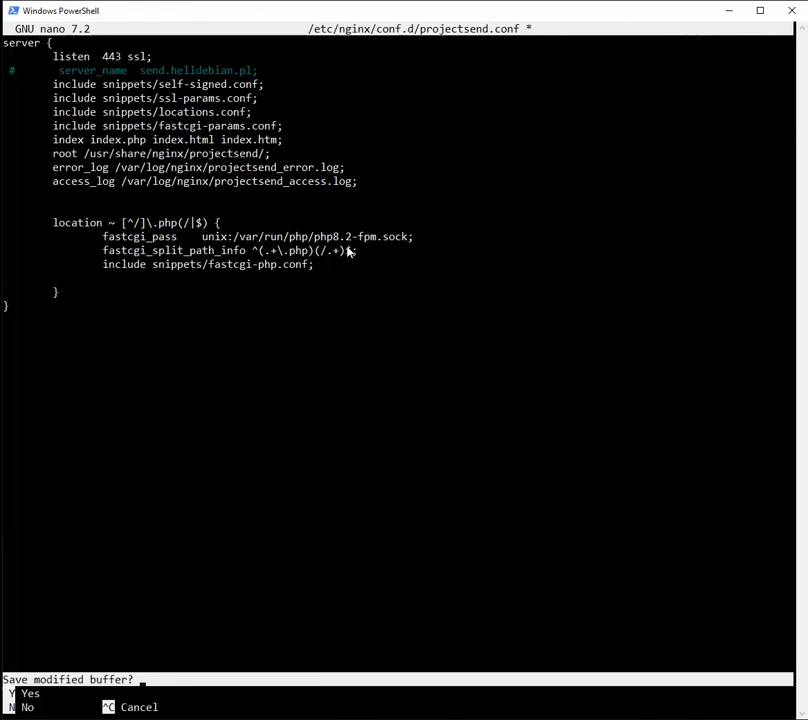 Windows PowerShell
GNU nano 7.2 /etc/nginx/conf.d/projectsend.conf *
server {
listen 443 ssl;
# server_name send.helldebian.pl;
include snippets/self-signed.conf;
include snippets/ssl-params.conf;
include snippets/locations.conf;
include snippets/fastcgi-params.conf;
index index.php index.html index.htm;
root /usr/share/nginx/projectsend/;
error_log /var/log/nginx/projectsend_error.log;
access_log /var/log/nginx/projectsend_access.log;
location ~ [^/]\.php(/|$) {
fastcgi_pass unix:/var/run/php/php8.2-fpm.sock;
fastcgi_split_path_info ^(.+\.php)(/.+)$;
include snippets/fastcgi-php.conf;
}
}
Save modified buffer?
Y Yes
N No ^C Cancel